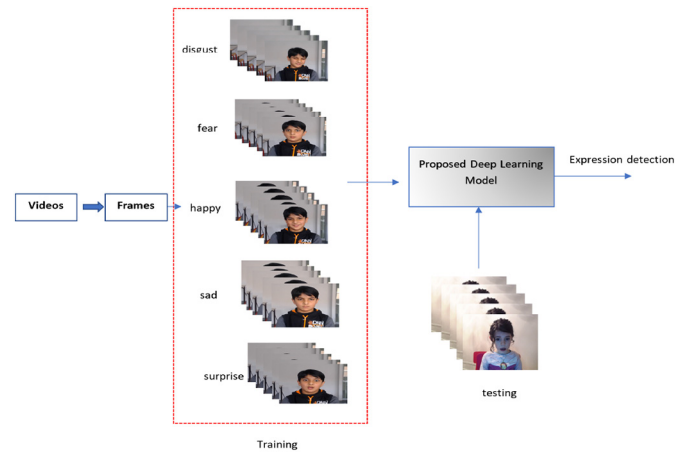 disgust
fear
happy
sad
surprise
Videos
Frames
Training
Proposed Deep Learning
Model
Expression detection
testing